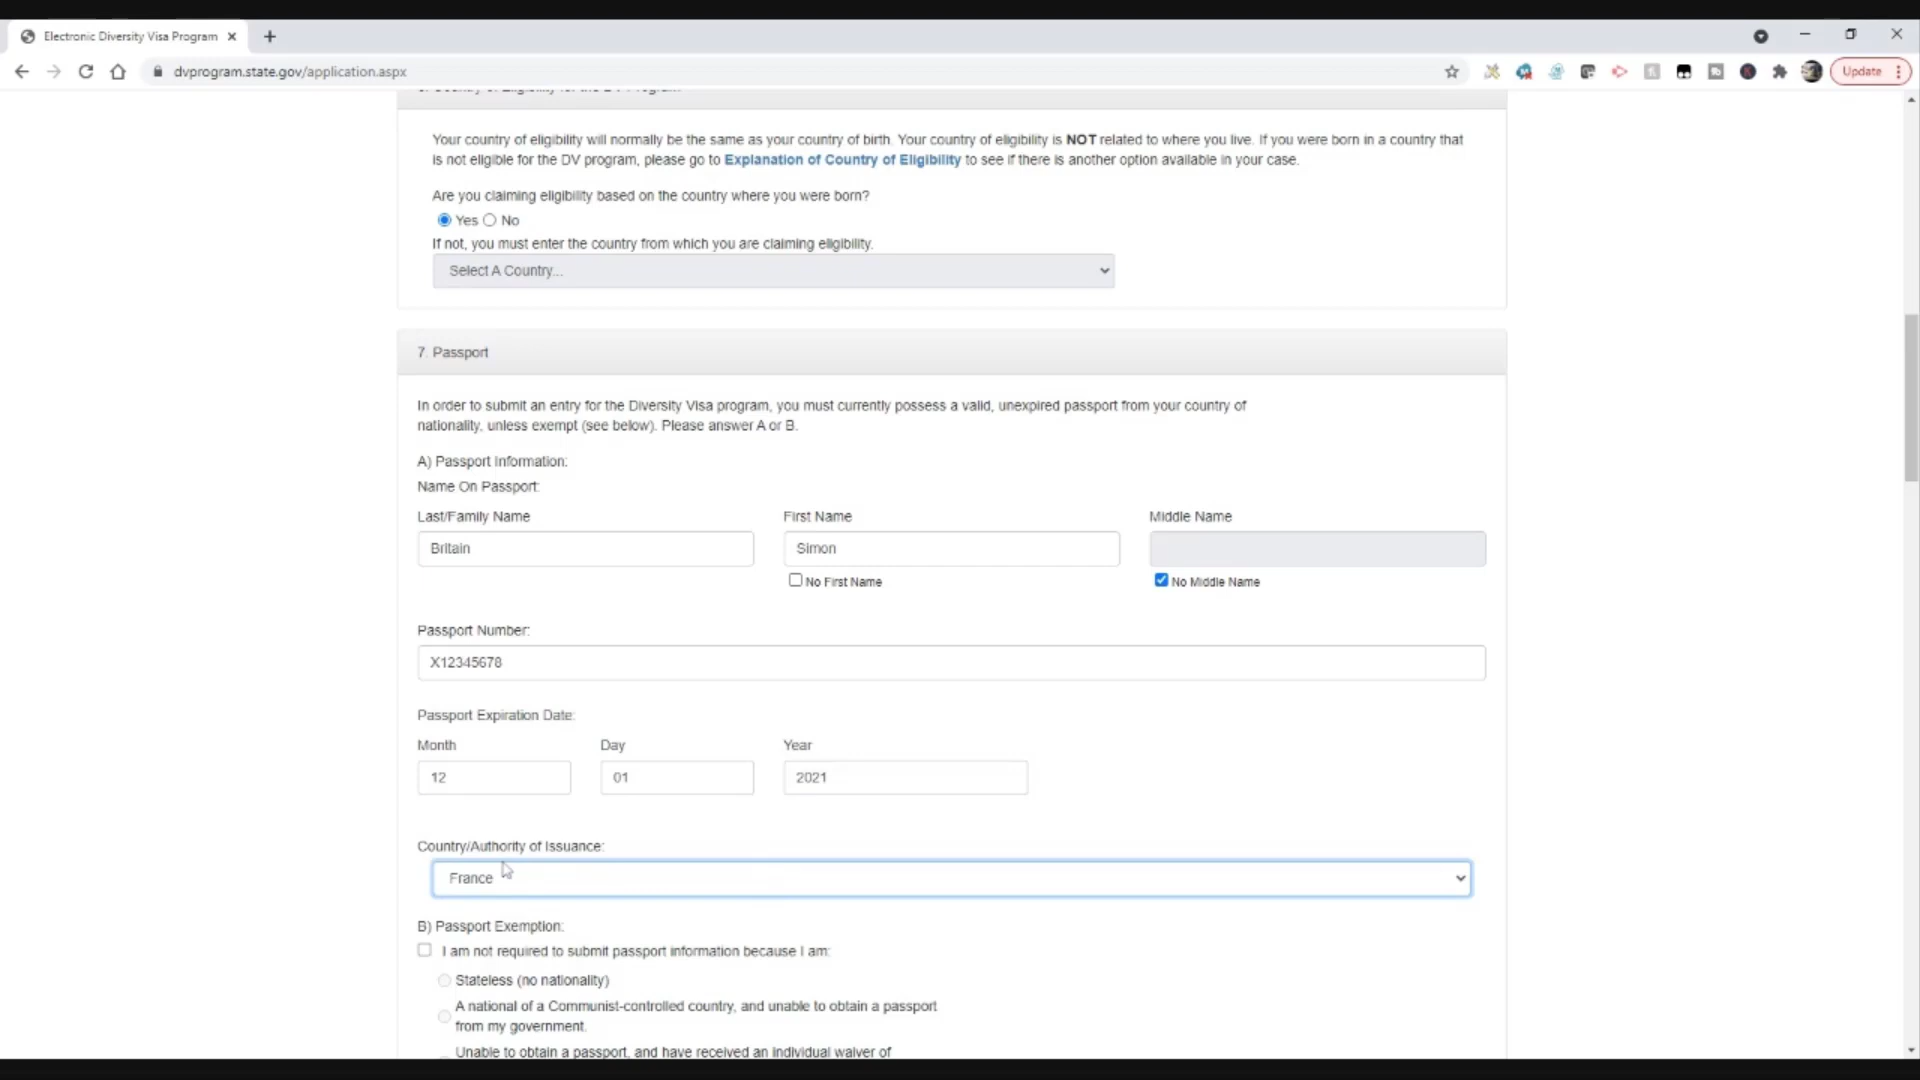 Electronic Diversity Visa Program
dvprogram.state.gov/application.aspx
Update
Your country of eligibility will normally be the same as your country of birth. Your country of eligibility is NOT related to where you live. If you were born in a country that
is not eligible for the DV program, please go to Explanation of Country of Eligibility to see if there is another option available in your case.
Are you claiming eligibility based on the country where you were born?
Yes No
If not, you must enter the country from which you are claiming eligibility.
Select A Country...
7. Passport
In order to submit an entry for the Diversity Visa program, you must currently possess a valid, unexpired passport from your country of
nationality, unless exempt (see below). Please answer A or B.
A) Passport Information:
Name On Passport:
Last/Family Name First Name Middle Name
Britain Simon
No First Name No Middle Name
Passport Number:
X12345678
Passport Expiration Date:
Month Day Year
12 01 2021
Country/Authority of Issuance:
France
B) Passport Exemption:
I am not required to submit passport information because I am:
Stateless (no nationality)
A national of a Communist-controlled country, and unable to obtain a passport
from my government.
Unable to obtain a passport, and have received an individual waiver of